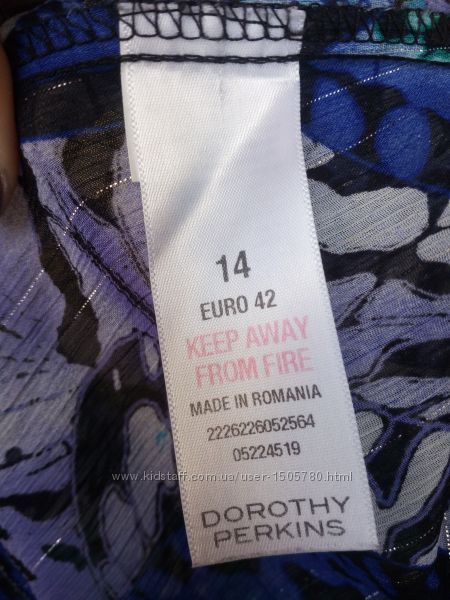 14
EURO 42
KEEP AWAY
FROM FIRE
MADE IN ROMANIA
2226226052564
05224519
www.kidstaff.com.ua/user-1505780.html
DOROTHY
PERKINS